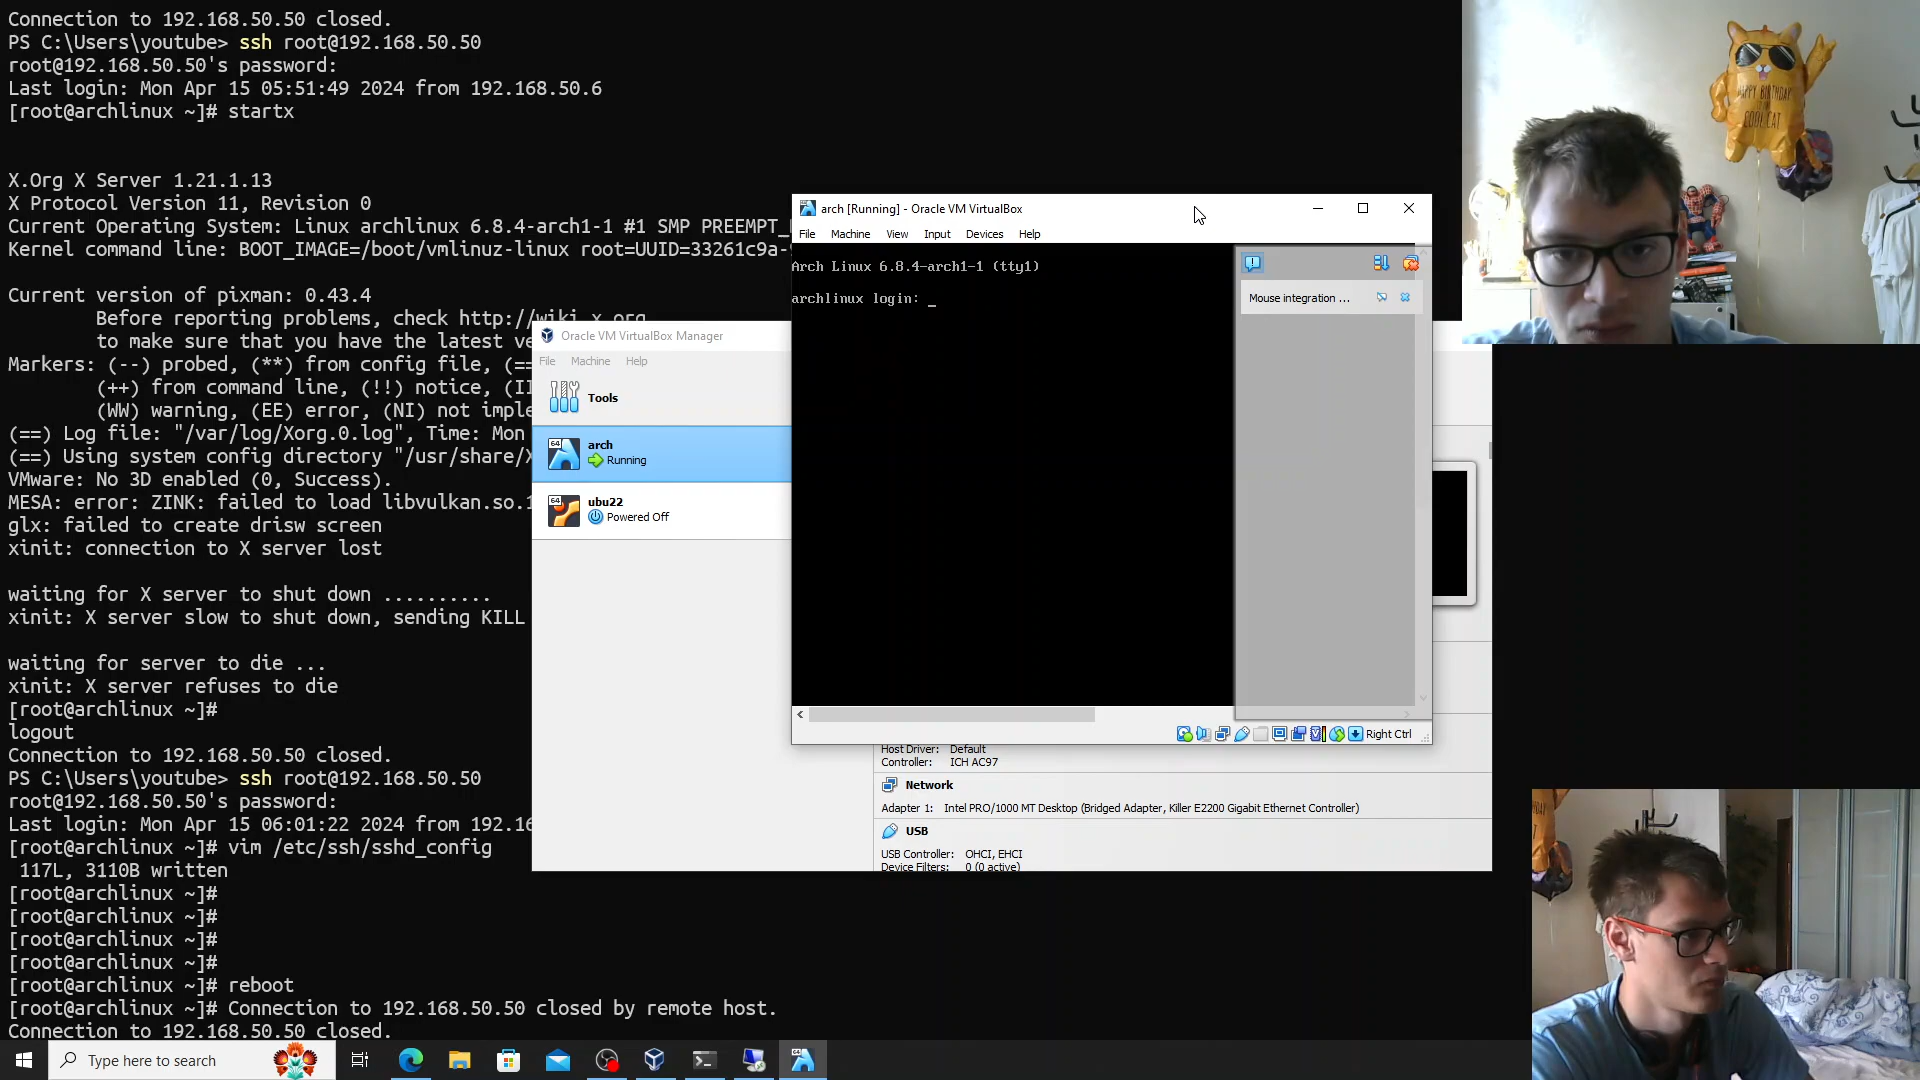 Connection to 192.168.50.50 closed.
PS C:\Users\youtube> ssh root@192.168.50.50
root@192.168.50.50's password:
Last login: Mon Apr 15 05:51:49 2024 from 192.168.50.6
[root@archlinux ~]# startx
X.Org X Server 1.21.1.13
X Protocol Version 11, Revision 0
Current Operating System: Linux archlinux 6.8.4-arch1-1 #1 SMP PREEMPT_
Kernel command line: BOOT_IMAGE=/boot/vmlinuz-linux root=UUID=33261c9a-
Current version of pixman: 0.43.4
Before reporting problems, check http://wiki.x.org
to make sure that you have the latest ve
Markers: (--) probed, (**) from config file, (==
(++) from command line, (!!) notice, (II
(WW) warning, (EE) error, (NI) not imple
(==) Log file: "/var/log/Xorg.0.log", Time: Mon
(==) Using system config directory "/usr/share/X
VMware: No 3D enabled (0, Success).
MESA: error: ZINK: failed to load libvulkan.so.1
glx: failed to create drisw screen
xinit: connection to X server lost
waiting for X server to shut down ..........
xinit: X server slow to shut down, sending KILL
waiting for server to die ...
xinit: X server refuses to die
[root@archlinux ~]#
logout
Connection to 192.168.50.50 closed.
PS C:\Users\youtube> ssh root@192.168.50.50
root@192.168.50.50's password:
Last login: Mon Apr 15 06:01:22 2024 from 192.16
[root@archlinux ~]# vim /etc/ssh/sshd_config
117L, 3110B written
[root@archlinux ~]#
[root@archlinux ~]#
[root@archlinux ~]#
[root@archlinux ~]#
[root@archlinux ~]# reboot
[root@archlinux ~]# Connection to 192.168.50.50 closed by remote host.
Connection to 192.168.50.50 closed.
Oracle VM VirtualBox Manager
File Machine Help
Tools
64
arch
Running
64
ubu22
Powered Off
arch [Running] - Oracle VM VirtualBox
File Machine View Input Devices Help
Arch Linux 6.8.4-arch1-1 (tty1)
archlinux login: _
Mouse integration ...
Right Ctrl
Host Driver: Default
Controller: ICH AC97
Network
Adapter 1: Intel PRO/1000 MT Desktop (Bridged Adapter, Killer E2200 Gigabit Ethernet Controller)
USB
USB Controller: OHCI, EHCI
Device Filters: 0 (0 active)
HAPPY BIRTHDAY
COOL CAT
Type here to search